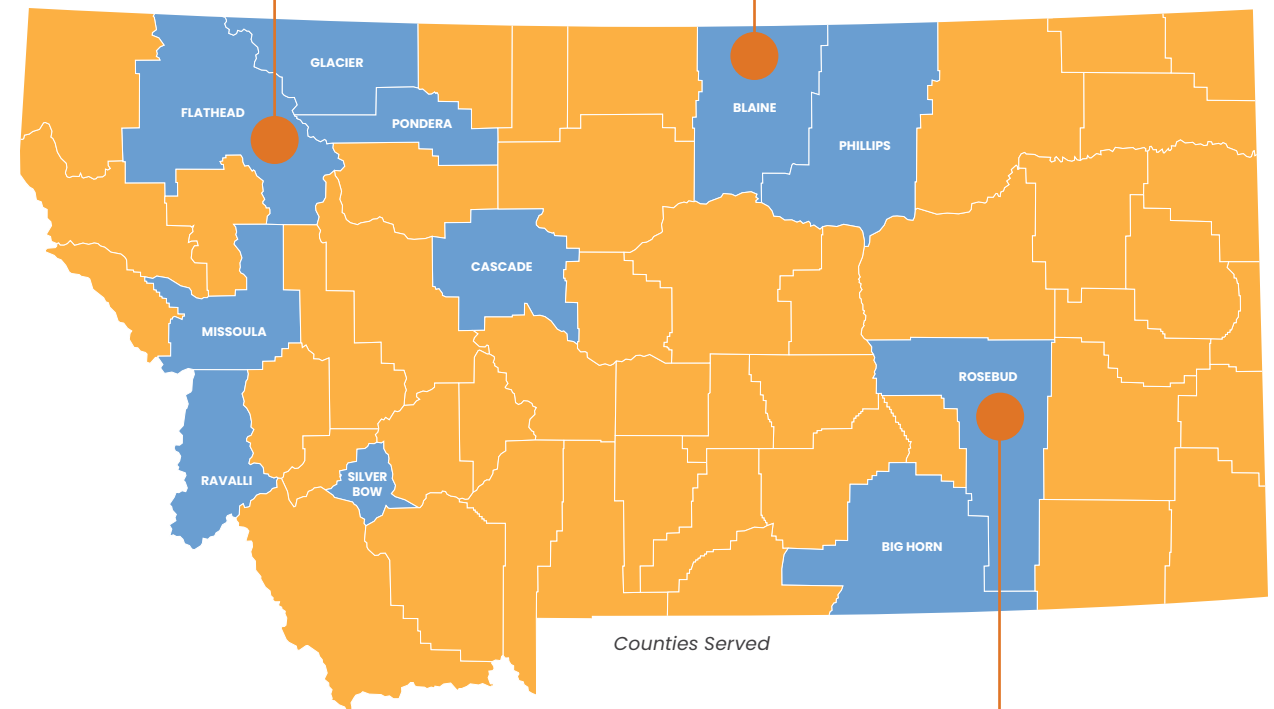 GLACIER
FLATHEAD
PONDERA
BLAINE
PHILLIPS
CASCADE
MISSOULA
ROSEBUD
RAVALLI
SILVER
BOW
BIG HORN
Counties Served